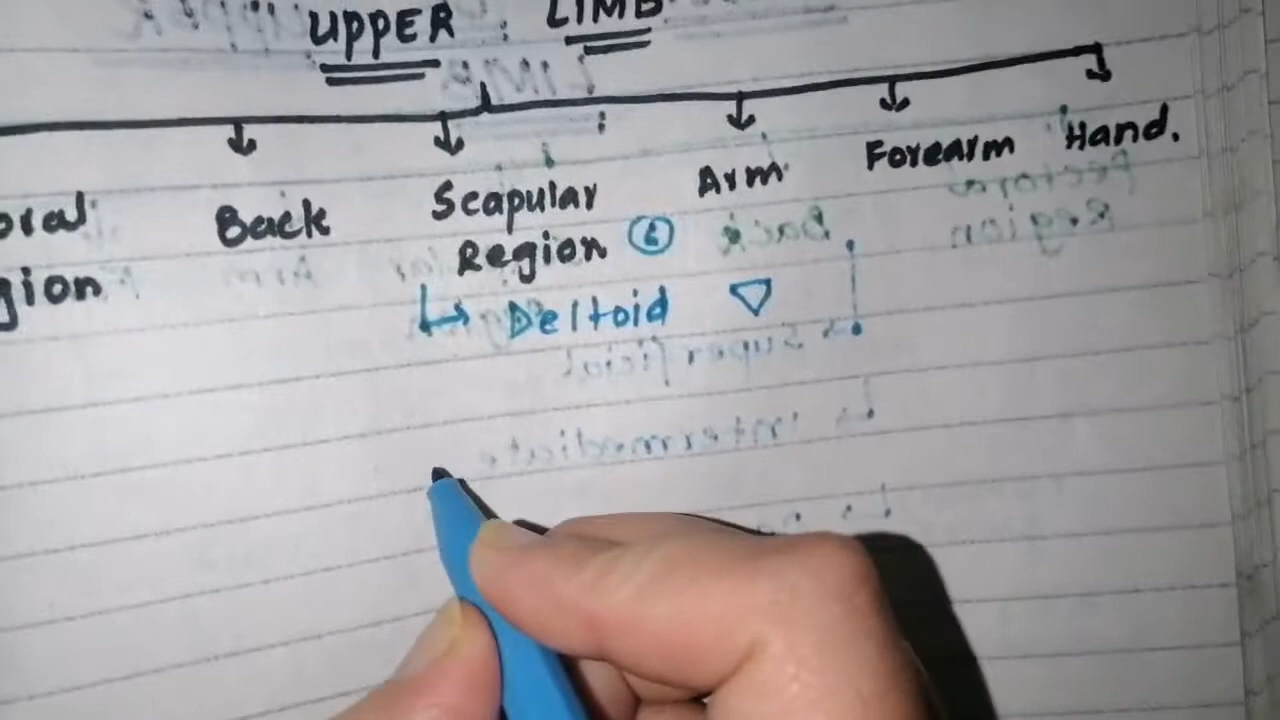 UPPER : LIMB
oral Back Scapular Arm Forearm Hand.
gion Region 6
↳ Deltoid ▽